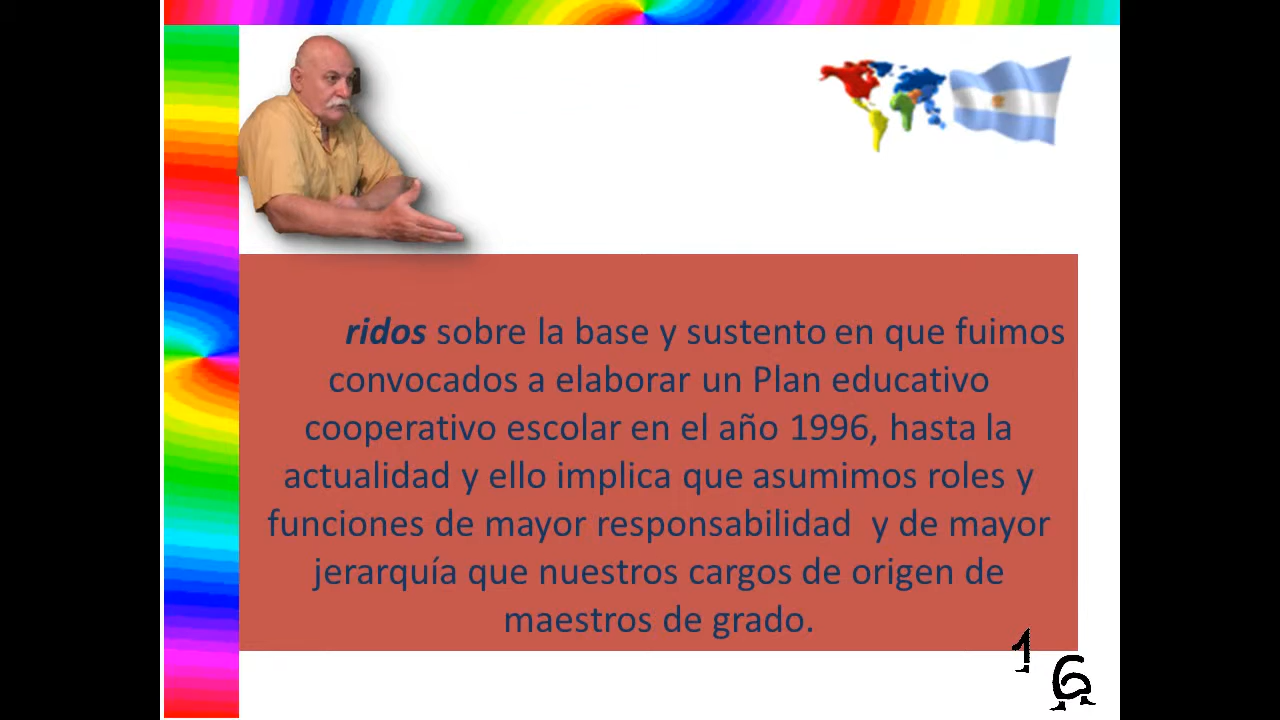 ridos sobre la base y sustento en que fuimos
convocados a elaborar un Plan educativo
cooperativo escolar en el año 1996, hasta la
actualidad y ello implica que asumimos roles y
funciones de mayor responsabilidad  y de mayor
jerarquía que nuestros cargos de origen de
maestros de grado.
16